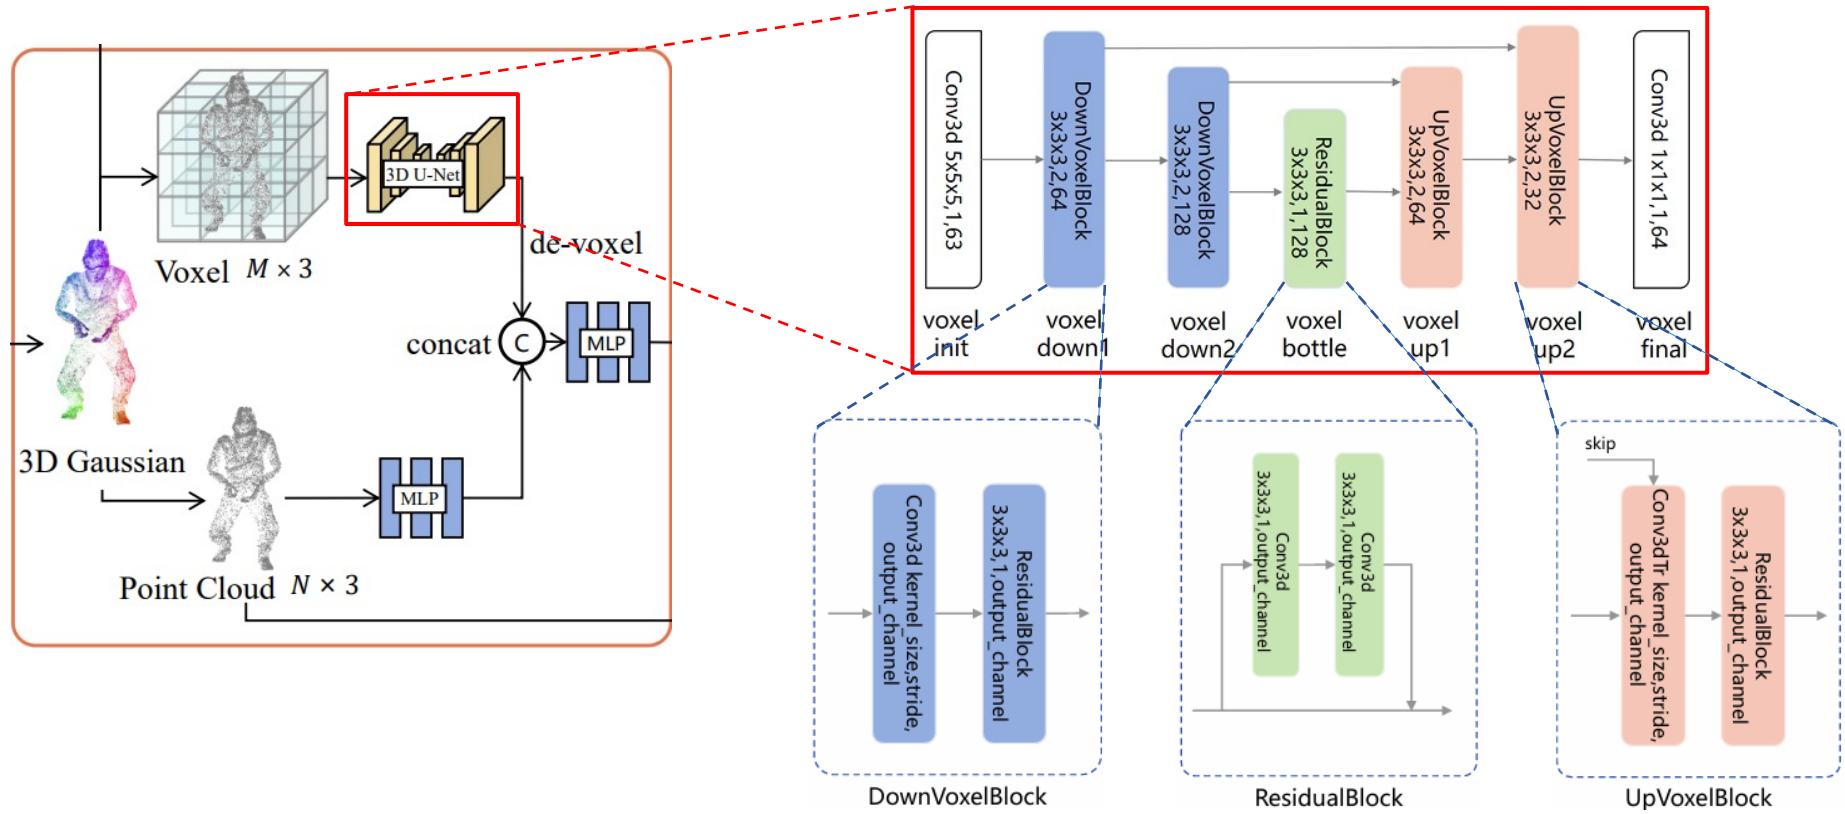 3D U-Net
de-voxel
Voxel M × 3
concat
C
MLP
3D Gaussian
MLP
Point Cloud N × 3
Conv3d 5x5x5,1,63
DownVoxelBlock
3x3x3,2,64
DownVoxelBlock
3x3x3,2,128
ResidualBlock
3x3x3,1,128
UpVoxelBlock
3x3x3,2,64
UpVoxelBlock
3x3x3,2,32
Conv3d 1x1x1,1,64
voxel
init
voxel
down1
voxel
down2
voxel
bottle
voxel
up1
voxel
up2
voxel
final
Conv3d kernel_size,stride,
output_channel
ResidualBlock
3x3x3,1,output_channel
DownVoxelBlock
Conv3d
3x3x3,1,output_channel
Conv3d
3x3x3,1,output_channel
ResidualBlock
skip
Conv3dTr kernel_size,stride,
output_channel
ResidualBlock
3x3x3,1,output_channel
UpVoxelBlock